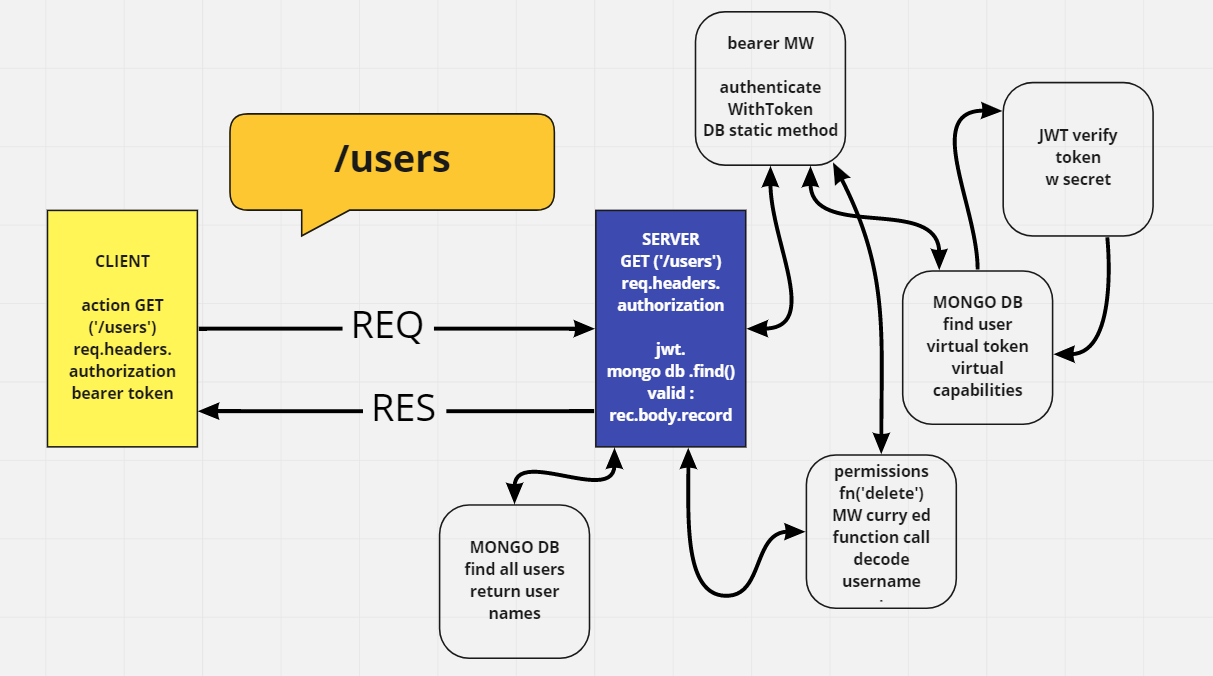 /users
CLIENT
action GET
('/users')
req.headers.
authorization
bearer token
REQ
RES
SERVER
GET ('/users')
req.headers.
authorization
jwt.
mongo db .find()
valid :
rec.body.record
bearer MW
authenticate
WithToken
DB static method
JWT verify
token
w secret
MONGO DB
find user
virtual token
virtual
capabilities
permissions
fn('delete')
MW curry ed
function call
decode
username
.
MONGO DB
find all users
return user
names